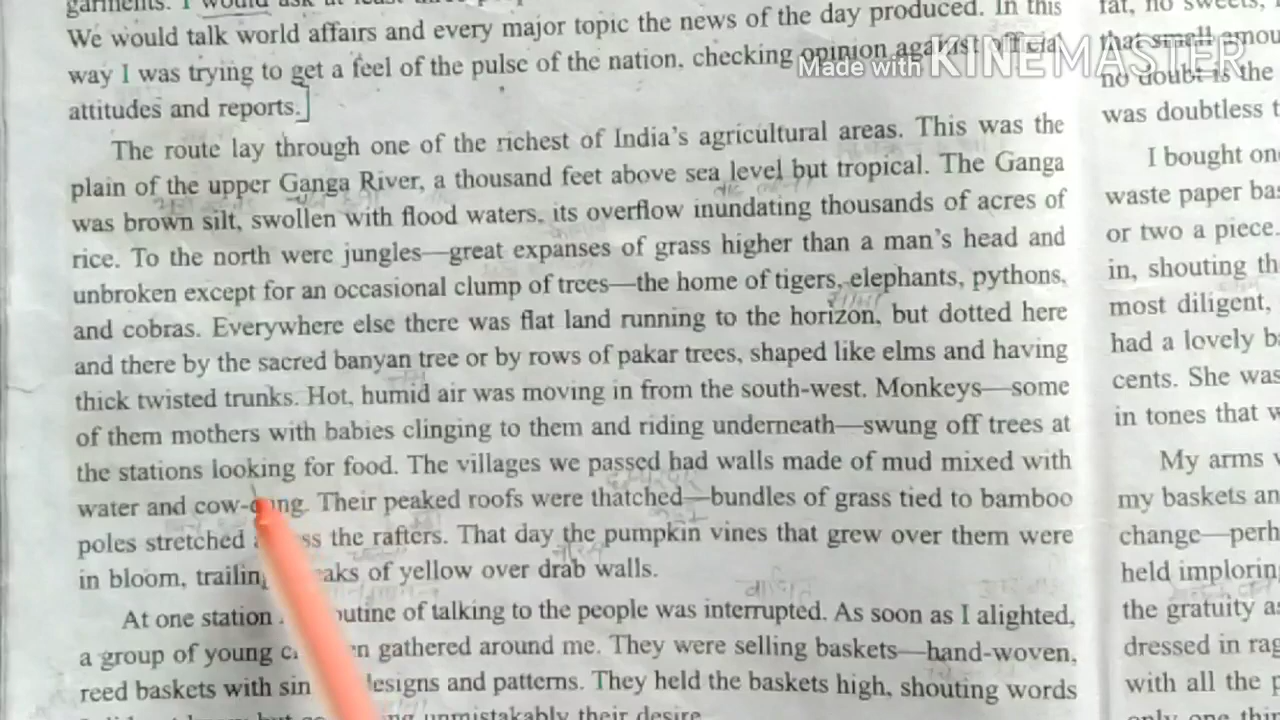 garments. I would ask at least
We would talk world affairs and every major topic the news of the day produced. In this
way I was trying to get a feel of the pulse of the nation, checking opinion against official
attitudes and reports.]
The route lay through one of the richest of India's agricultural areas. This was the
plain of the upper Ganga River, a thousand feet above sea level but tropical. The Ganga
was brown silt, swollen with flood waters, its overflow inundating thousands of acres of
rice. To the north were jungles—great expanses of grass higher than a man's head and
unbroken except for an occasional clump of trees—the home of tigers, elephants, pythons,
and cobras. Everywhere else there was flat land running to the horizon, but dotted here
and there by the sacred banyan tree or by rows of pakar trees, shaped like elms and having
thick twisted trunks. Hot, humid air was moving in from the south-west. Monkeys—some
of them mothers with babies clinging to them and riding underneath—swung off trees at
the stations looking for food. The villages we passed had walls made of mud mixed with
water and cow-dung. Their peaked roofs were thatched—bundles of grass tied to bamboo
poles stretched the rafters. That day the pumpkin vines that grew over them were
in bloom, of yellow over drab walls.
At one station of talking to the people was interrupted. As soon as I alighted,
a group of young gathered around me. They were selling baskets—hand-woven,
reed baskets with designs and patterns. They held the baskets high, shouting words
unmistakably their desire
fat, no sweets,
that small
no doubt is the
was doubtless
I bought
waste paper
or two a piece.
in, shouting
most diligent,
had a lovely
cents. She was
in tones that
My arms
my baskets
change—
held
the gratuity
dressed in
with all the
only one
Made with KINEMASTER